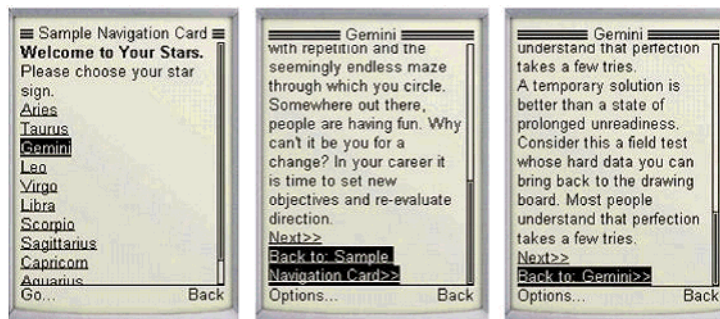 Sample Navigation Card
Welcome to Your Stars.
Please choose your star
sign.
Aries
Taurus
Gemini
Leo
Virgo
Libra
Scorpio
Sagittarius
Capricorn
Aquarius
Go... Back
Gemini
with repetition and the
seemingly endless maze
through which you circle.
Somewhere out there,
people are having fun. Why
can't it be you for a
change? In your career it
is time to set new
objectives and re-evaluate
direction.
Next>>
Back to: Sample
Navigation Card>>
Options... Back
Gemini
understand that perfection
takes a few tries.
A temporary solution is
better than a state of
prolonged unreadiness.
Consider this a field test
whose hard data you can
bring back to the drawing
board. Most people
understand that perfection
takes a few tries.
Next>>
Back to: Gemini>>
Options... Back